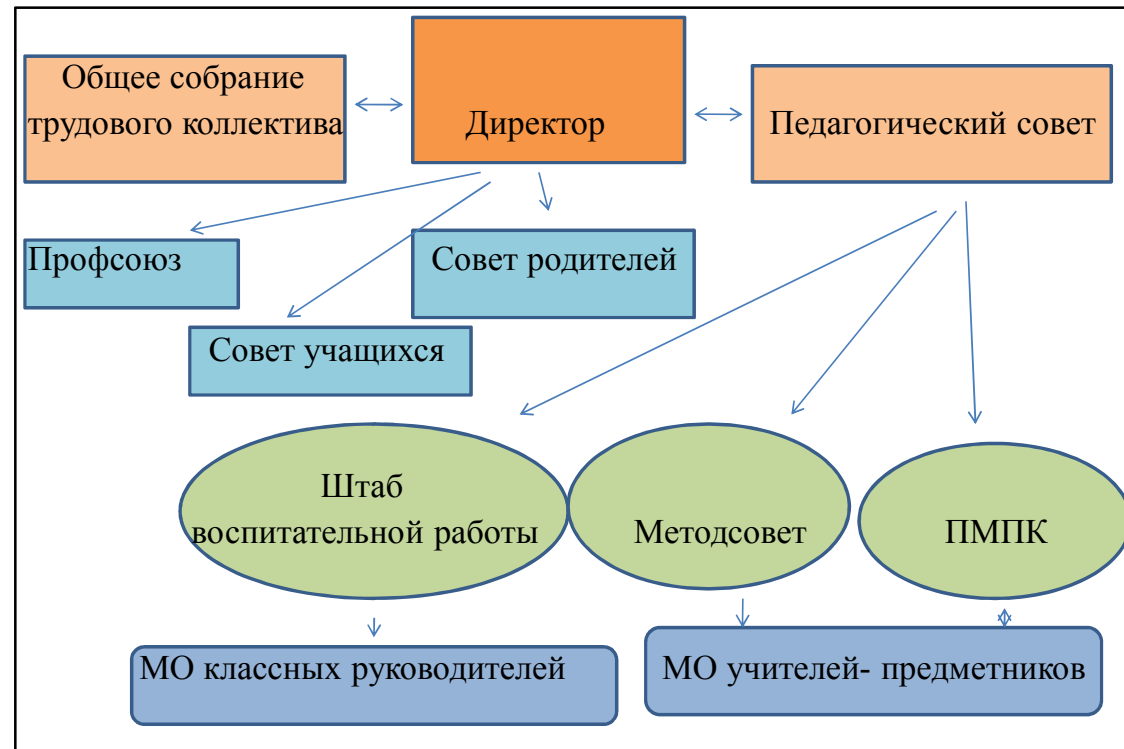 Общее собрание
трудового коллектива
Директор
Педагогический совет
Профсоюз
Совет родителей
Совет учащихся
Штаб
воспитательной работы
Методсовет
ПМПК
МО классных руководителей
МО учителей- предметников